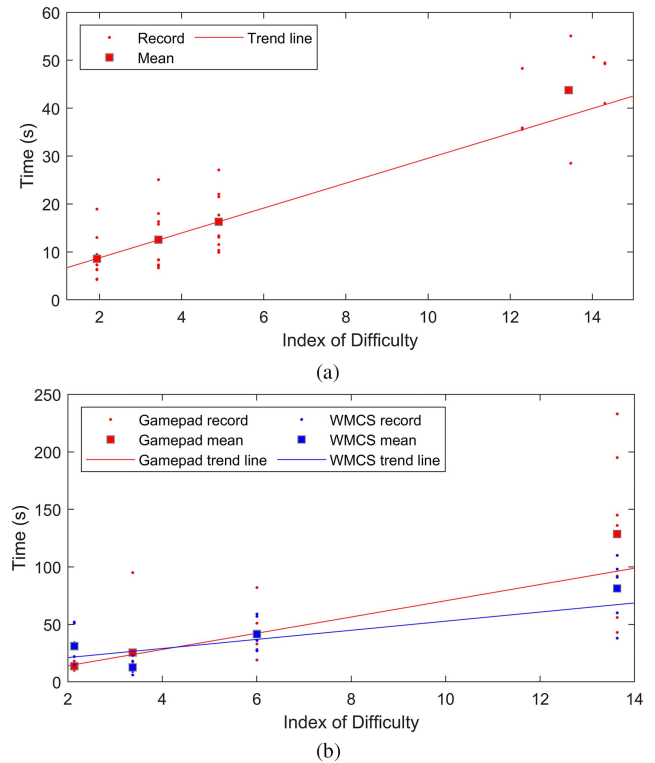 60
50
40
30
20
10
0
Time (s)
Record
Trend line
Mean
2 4 6 8 10 12 14
Index of Difficulty
(a)
250
200
150
100
50
0
Time (s)
Gamepad record
WMCS record
Gamepad mean
WMCS mean
Gamepad trend line
WMCS trend line
2 4 6 8 10 12 14
Index of Difficulty
(b)